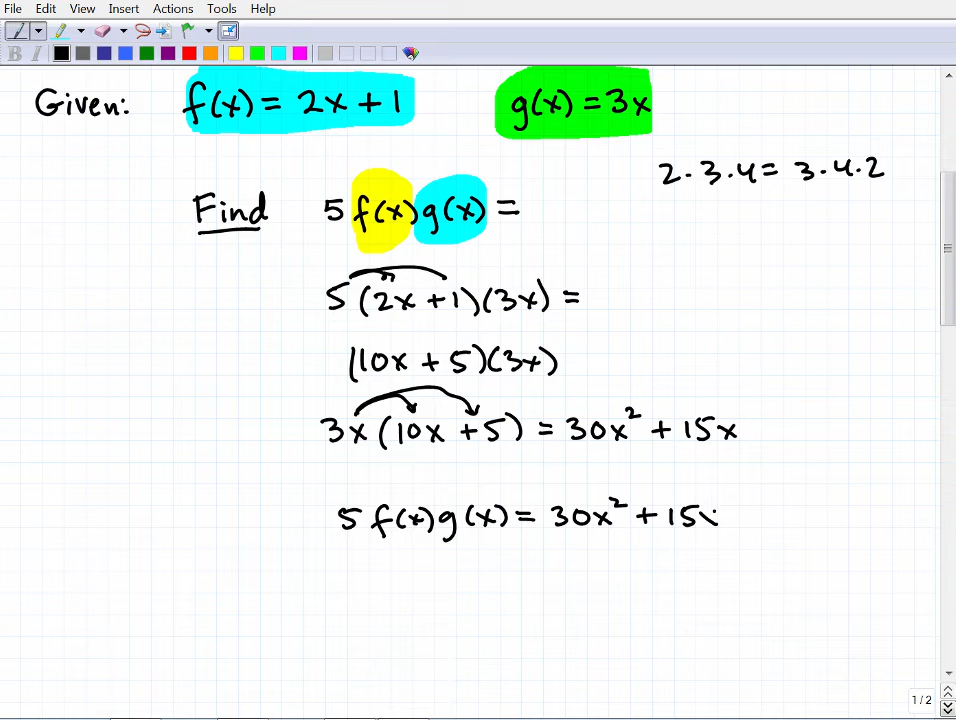 File Edit View Insert Actions Tools Help
B I
Given: f(x) = 2x + 1 g(x) = 3x
2 · 3 · 4 = 3 · 4 · 2
Find 5 f(x) g(x) =
5 (2x + 1)(3x) =
(10x + 5)(3x)
3x (10x + 5) = 30x² + 15x
5 f(x) g(x) = 30x² + 15
1 / 2